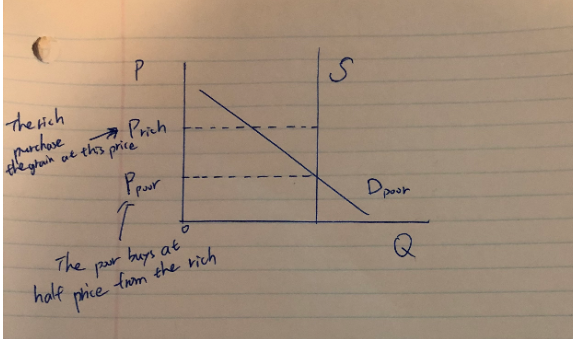 P
S
The rich
purchase
the grain at this price
Prich
Ppoor
Dpoor
0
Q
The poor buys at
half price from the rich